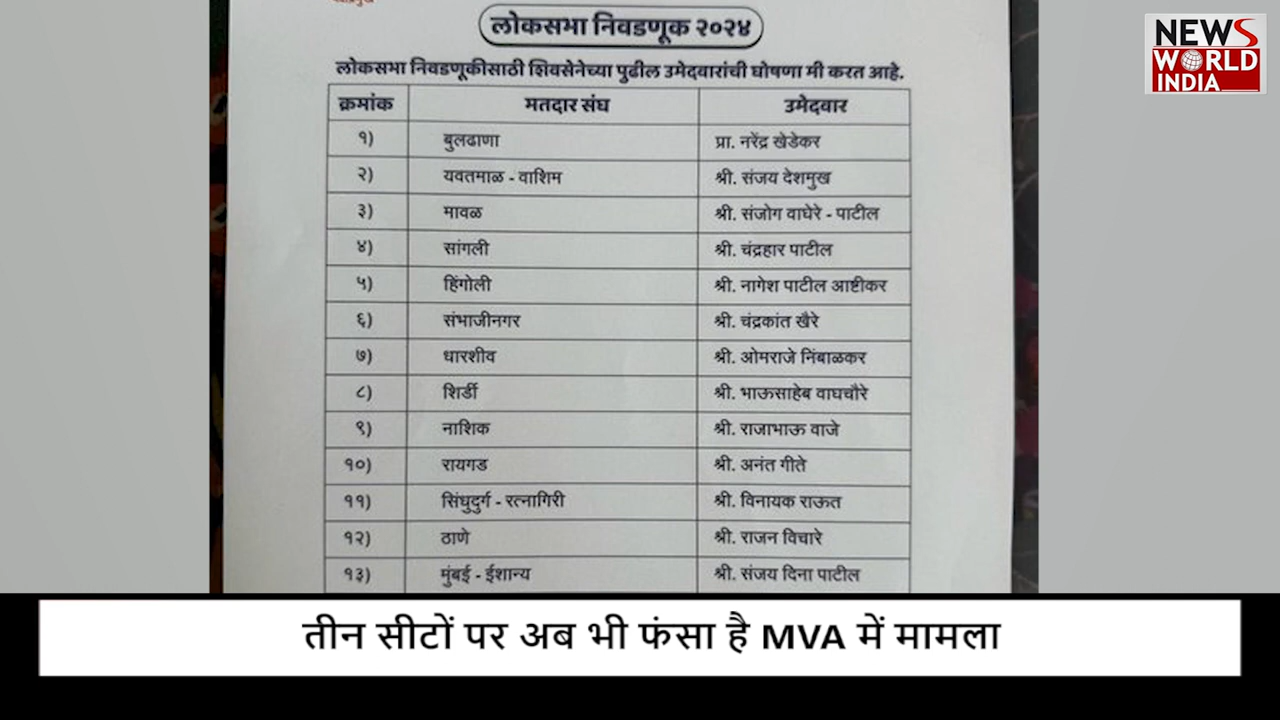 लोकसभा निवडणूक २०२४
NEWS
WORLD
INDIA
लोकसभा निवडणूकीसाठी शिवसेनेच्या पुढील उमेदवारांची घोषणा मी करत आहे.
क्रमांक मतदार संघ उमेदवार
१) बुलढाणा प्रा. नरेंद्र खेडेकर
२) यवतमाळ - वाशिम श्री. संजय देशमुख
३) मावळ श्री. संजोग वाघेरे - पाटील
४) सांगली श्री. चंद्रहार पाटील
५) हिंगोली श्री. नागेश पाटील आष्टीकर
६) संभाजीनगर श्री. चंद्रकांत खैरे
७) धारशीव श्री. ओमराजे निंबाळकर
८) शिर्डी श्री. भाऊसाहेब वाघचौरे
९) नाशिक श्री. राजाभाऊ वाजे
१०) रायगड श्री. अनंत गीते
११) सिंधुदुर्ग - रत्नागिरी श्री. विनायक राऊत
१२) ठाणे श्री. राजन विचारे
१३) मुंबई - ईशान्य श्री. संजय दिना पाटील
तीन सीटों पर अब भी फंसा है MVA में मामला